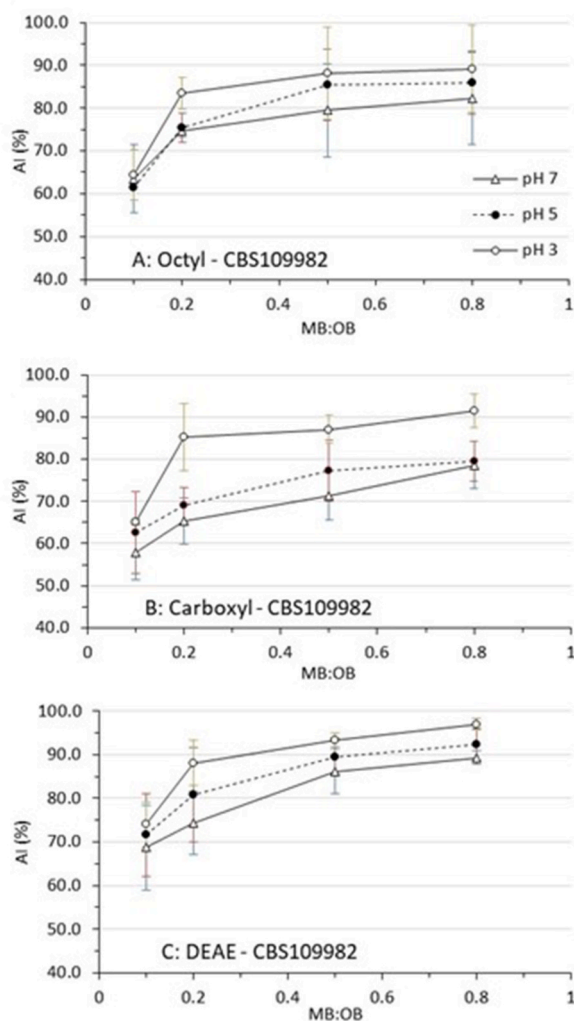 100.0
90.0
80.0
70.0
60.0
50.0
40.0
AI (%)
pH 7
pH 5
pH 3
A: Octyl - CBS109982
0 0.2 0.4 0.6 0.8 1
MB:OB
100.0
90.0
80.0
70.0
60.0
50.0
40.0
AI (%)
B: Carboxyl - CBS109982
0 0.2 0.4 0.6 0.8 1
MB:OB
100.0
90.0
80.0
70.0
60.0
50.0
40.0
AI (%)
C: DEAE - CBS109982
0 0.2 0.4 0.6 0.8 1
MB:OB